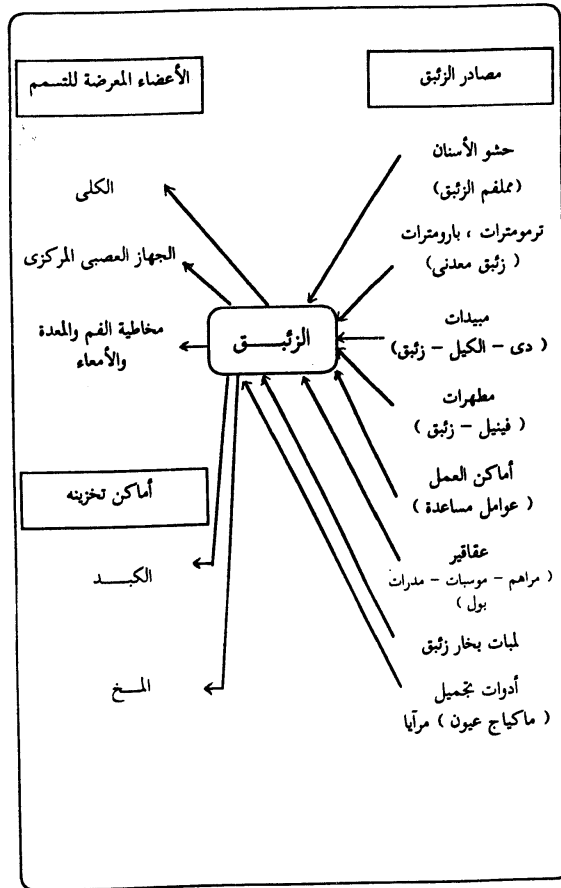 مصادر الزئبق
حشو الأسنان
(مملغم الزئبق)
ترمومترات ، بارومترات
( زئبق معدنى )
مبيدات
( دى – الكيل – زئبق )
مطهرات
( فينيل – زئبق )
أماكن العمل
( عوامل مساعدة )
عقاقير
( مراهم – موسبات – مدرات
بول )
لمبات بخار زئبق
أدوات تجميل
( ماكياج عيون ) مرآيا
الزئبـــــق
الأعضاء المعرضة للتسمم
الكلى
الجهاز العصبى المركزى
مخاطية الفم والمعدة
والأمعاء
أماكن تخزينه
الكبـــد
المـــخ